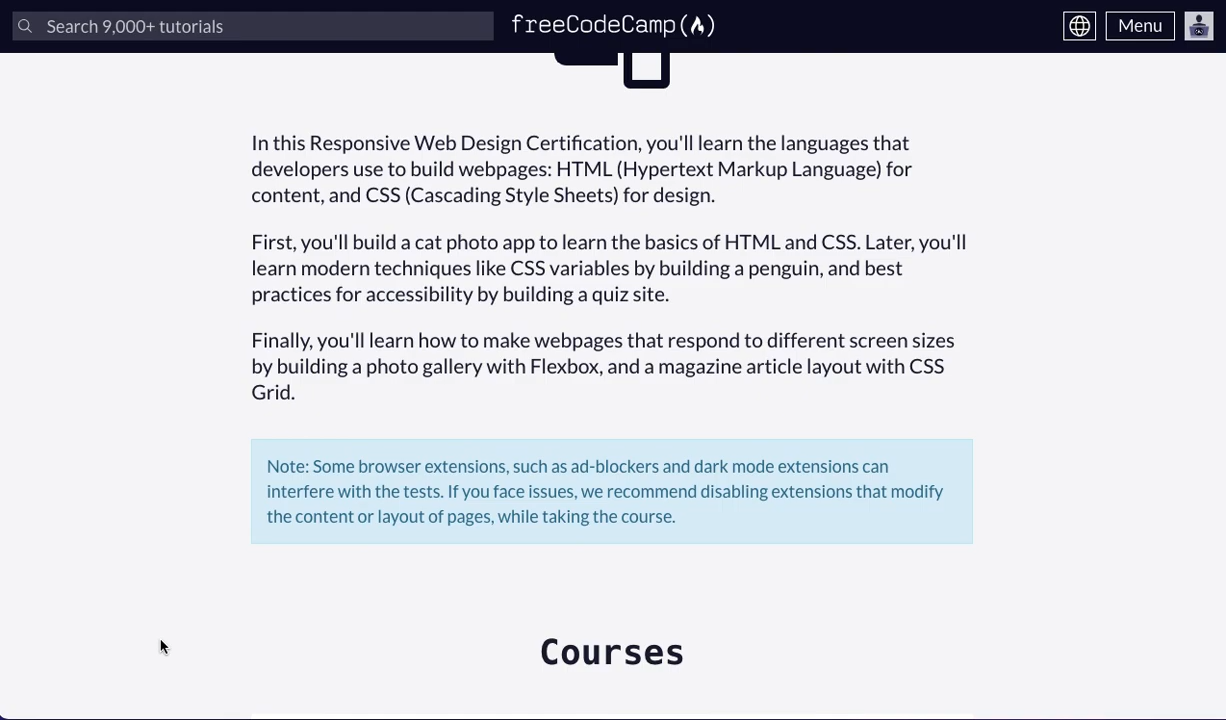 Search 9,000+ tutorials
freeCodeCamp
Menu
In this Responsive Web Design Certification, you'll learn the languages that
developers use to build webpages: HTML (Hypertext Markup Language) for
content, and CSS (Cascading Style Sheets) for design.
First, you'll build a cat photo app to learn the basics of HTML and CSS. Later, you'll
learn modern techniques like CSS variables by building a penguin, and best
practices for accessibility by building a quiz site.
Finally, you'll learn how to make webpages that respond to different screen sizes
by building a photo gallery with Flexbox, and a magazine article layout with CSS
Grid.
Note: Some browser extensions, such as ad-blockers and dark mode extensions can
interfere with the tests. If you face issues, we recommend disabling extensions that modify
the content or layout of pages, while taking the course.
Courses